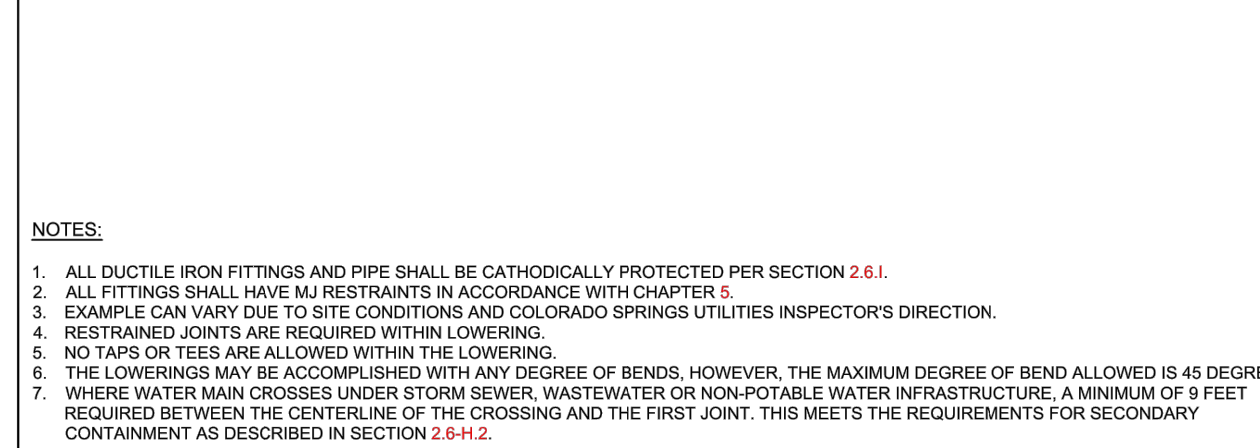 NOTES:
1. ALL DUCTILE IRON FITTINGS AND PIPE SHALL BE CATHODICALLY PROTECTED PER SECTION 2.6.I.
2. ALL FITTINGS SHALL HAVE MJ RESTRAINTS IN ACCORDANCE WITH CHAPTER 5.
3. EXAMPLE CAN VARY DUE TO SITE CONDITIONS AND COLORADO SPRINGS UTILITIES INSPECTOR'S DIRECTION.
4. RESTRAINED JOINTS ARE REQUIRED WITHIN LOWERING.
5. NO TAPS OR TEES ARE ALLOWED WITHIN THE LOWERING.
6. THE LOWERINGS MAY BE ACCOMPLISHED WITH ANY DEGREE OF BENDS, HOWEVER, THE MAXIMUM DEGREE OF BEND ALLOWED IS 45
7. WHERE WATER MAIN CROSSES UNDER STORM SEWER, WASTEWATER OR NON-POTABLE WATER INFRASTRUCTURE, A MINIMUM OF 9 FEET
REQUIRED BETWEEN THE CENTERLINE OF THE CROSSING AND THE FIRST JOINT. THIS MEETS THE REQUIREMENTS FOR SECONDARY
CONTAINMENT AS DESCRIBED IN SECTION 2.6-H.2.